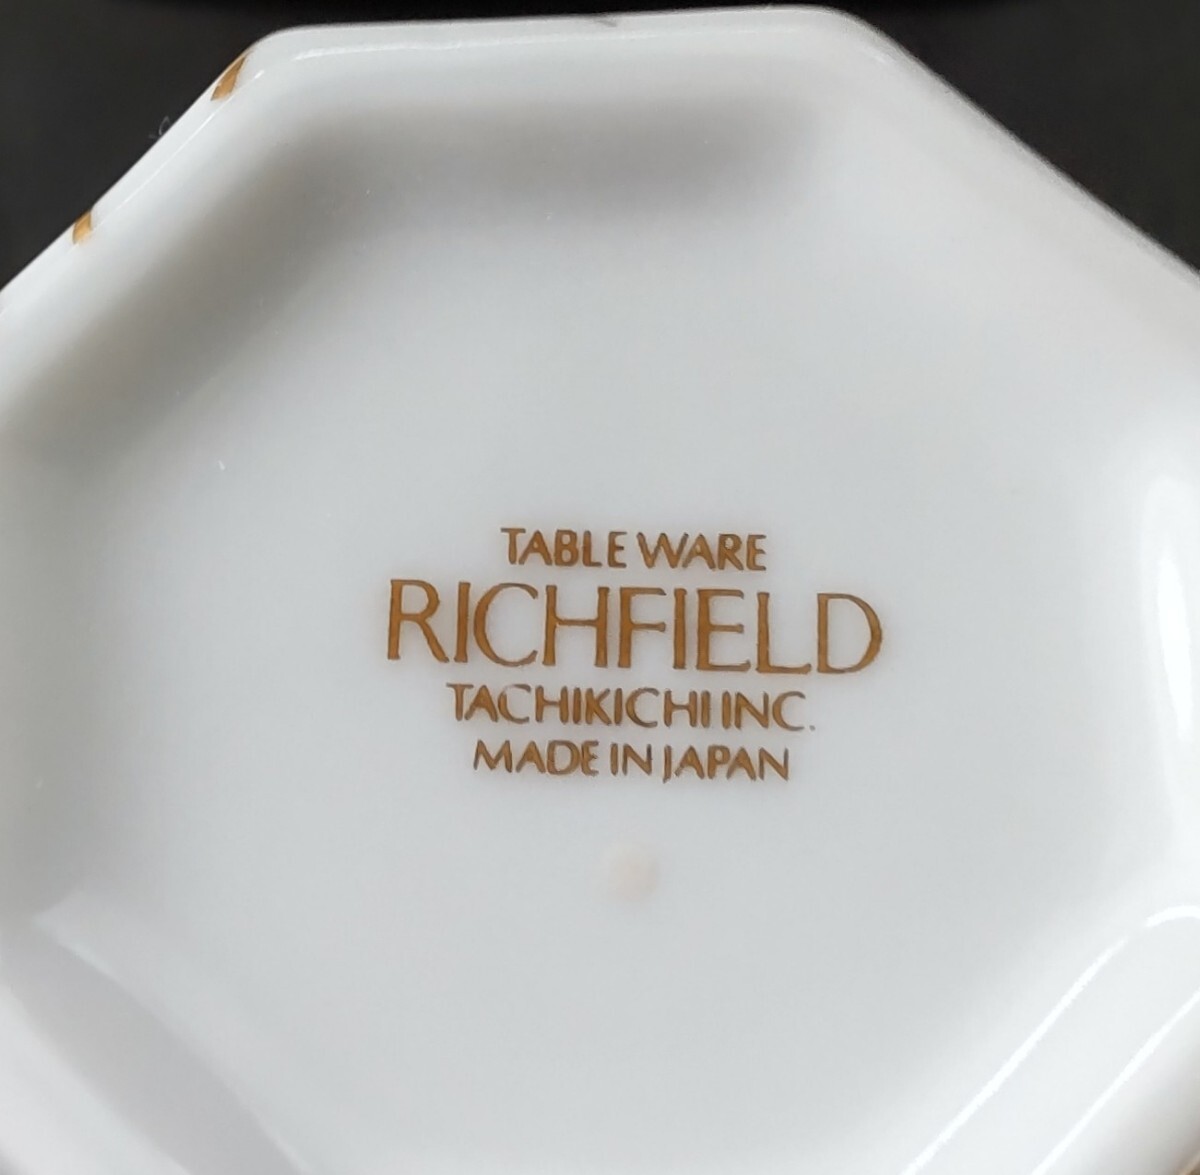 TABLE WARE
RICHFIELD
TACHIKICHI INC.
MADE IN JAPAN